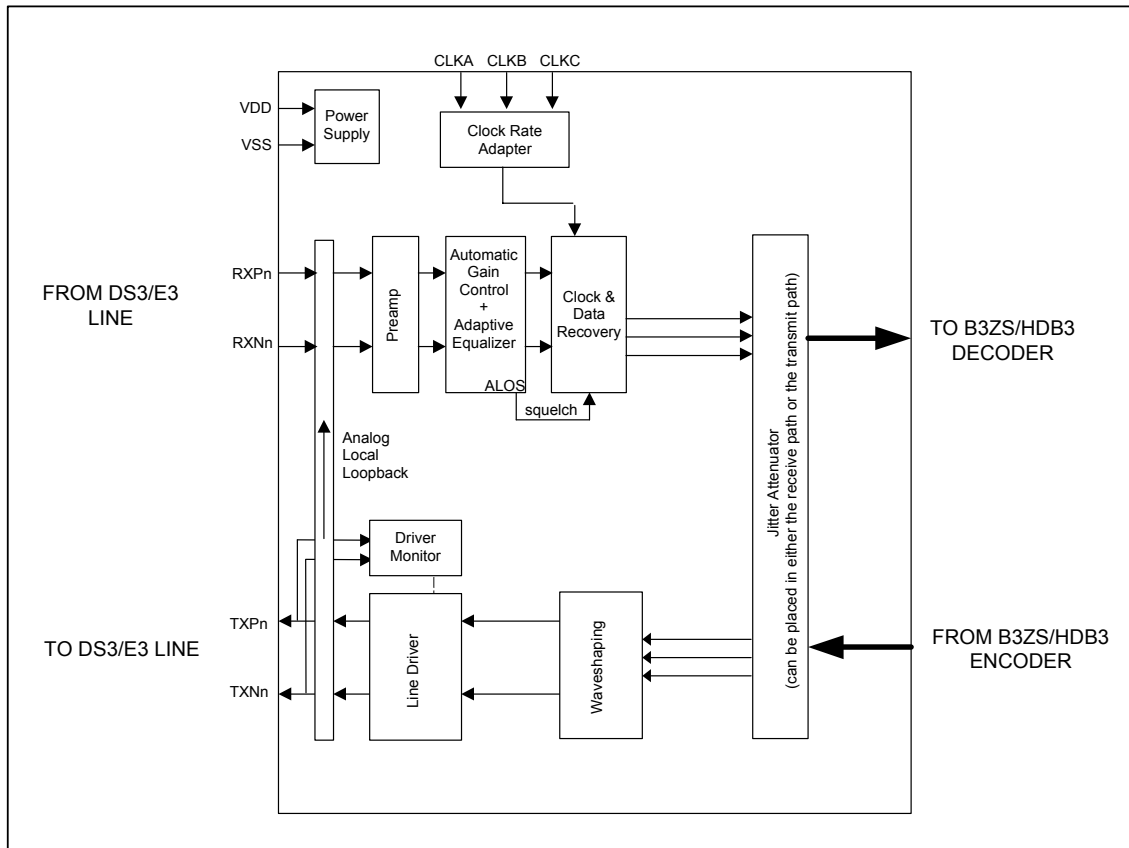 CLKA CLKB CLKC
VDD
VSS
Power
Supply
Clock Rate
Adapter
FROM DS3/E3
LINE
RXPn
RXNn
Preamp
Automatic
Gain
Control
+
Adaptive
Equalizer
ALOS
squelch
Clock &
Data
Recovery
Jitter Attenuator
(can be placed in either the receive path or the transmit path)
TO B3ZS/HDB3
DECODER
Analog
Local
Loopback
Driver
Monitor
TO DS3/E3 LINE
TXPn
TXNn
Line Driver
Waveshaping
FROM B3ZS/HDB3
ENCODER